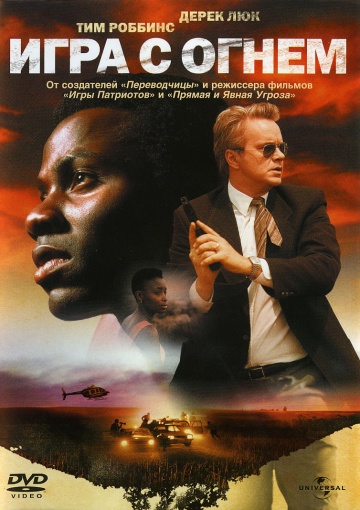 ТИМ РОББИНС ДЕРЕК ЛЮК
ИГРА С ОГНЕМ
От создателей «Переводчицы» и режиссера фильмов
«Игры Патриотов» и «Прямая и Явная Угроза»
DVD
VIDEO
UNIVERSAL